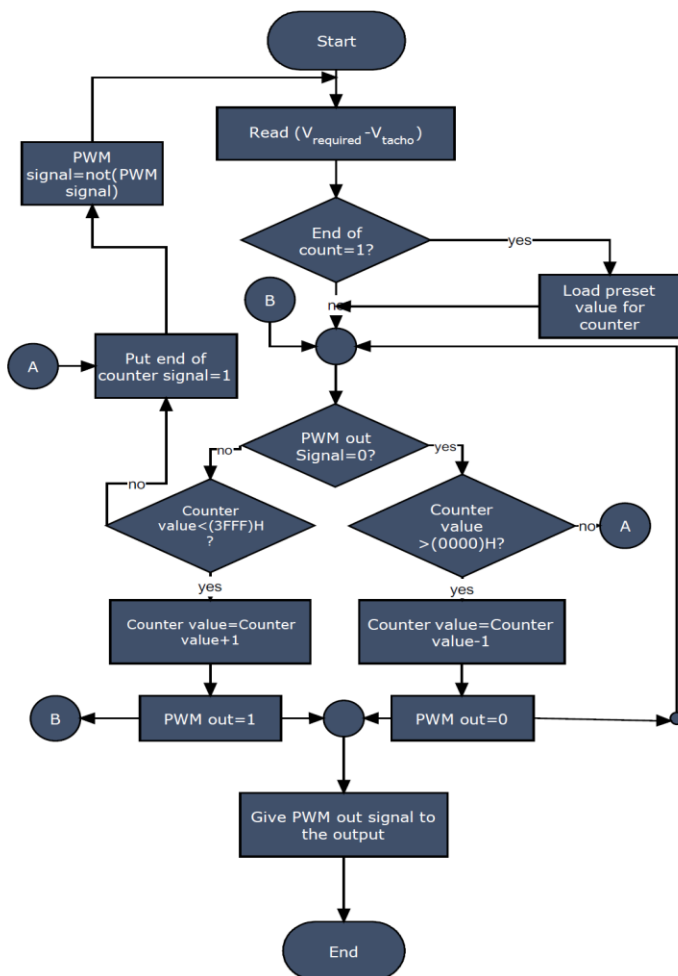 Start
Read (Vrequired-Vtacho)
PWM
signal=not(PWM
signal)
End of
count=1?
yes
no
Load preset
value for
counter
B
A
Put end of
counter signal=1
PWM out
Signal=0?
no
yes
no
Counter
value<(3FFF)H
?
Counter
value
>(0000)H?
no
A
yes
yes
Counter value=Counter
value+1
Counter value=Counter
value-1
B
PWM out=1
PWM out=0
Give PWM out signal to
the output
End